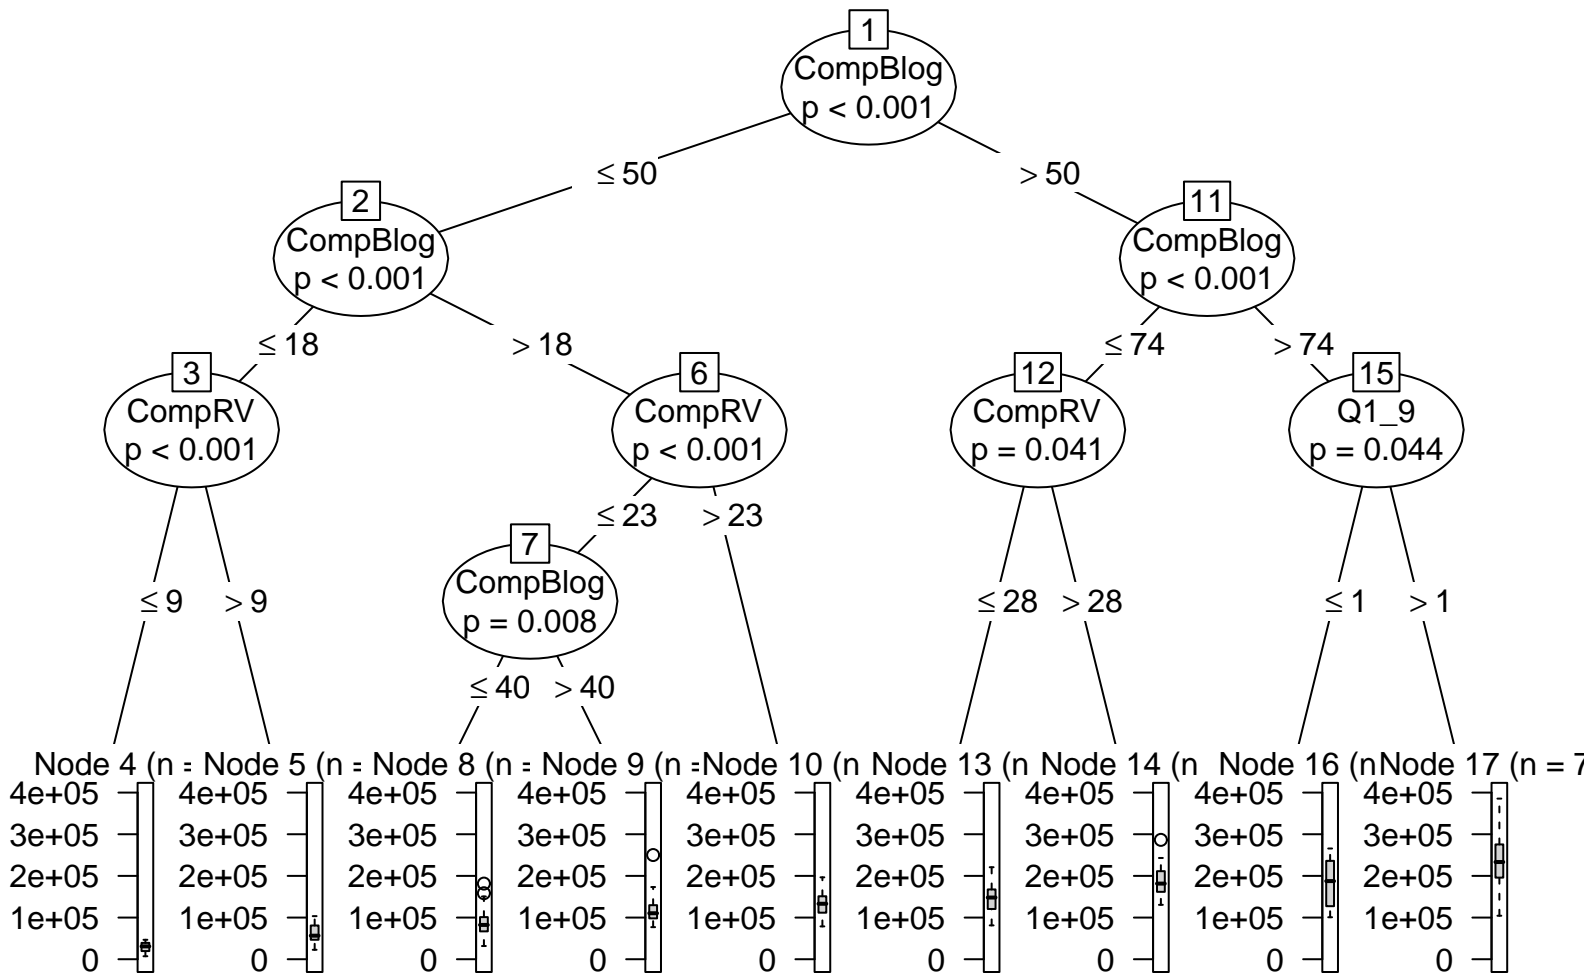 1
CompBlog
p < 0.001
≤ 50
> 50
2
CompBlog
p < 0.001
11
CompBlog
p < 0.001
≤ 18
> 18
≤ 74
> 74
3
CompRV
p < 0.001
6
CompRV
p < 0.001
12
CompRV
p = 0.041
15
Q1_9
p = 0.044
≤ 23
> 23
7
CompBlog
p = 0.008
≤ 9
> 9
≤ 28
> 28
≤ 1
> 1
≤ 40
> 40
Node 4 (n = Node 5 (n = Node 8 (n = Node 9 (n = Node 10 (n Node 13 (n Node 14 (n Node 16 (n Node 17 (n = 7
4e+05 4e+05 4e+05 4e+05 4e+05 4e+05 4e+05 4e+05 4e+05
3e+05 3e+05 3e+05 3e+05 3e+05 3e+05 3e+05 3e+05 3e+05
2e+05 2e+05 2e+05 2e+05 2e+05 2e+05 2e+05 2e+05 2e+05
1e+05 1e+05 1e+05 1e+05 1e+05 1e+05 1e+05 1e+05 1e+05
0 0 0 0 0 0 0 0 0